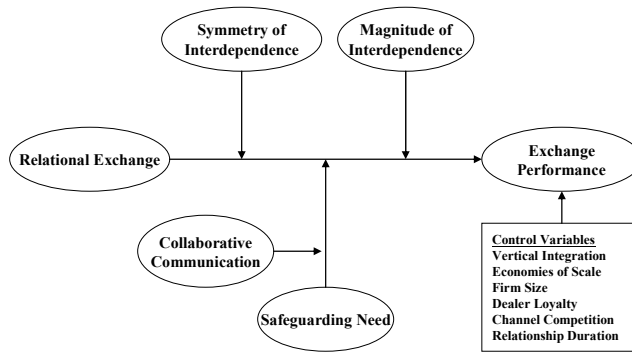 Symmetry of
Interdependence
Magnitude of
Interdependence
Relational Exchange
Exchange
Performance
Collaborative
Communication
Safeguarding Need
Control Variables
Vertical Integration
Economies of Scale
Firm Size
Dealer Loyalty
Channel Competition
Relationship Duration